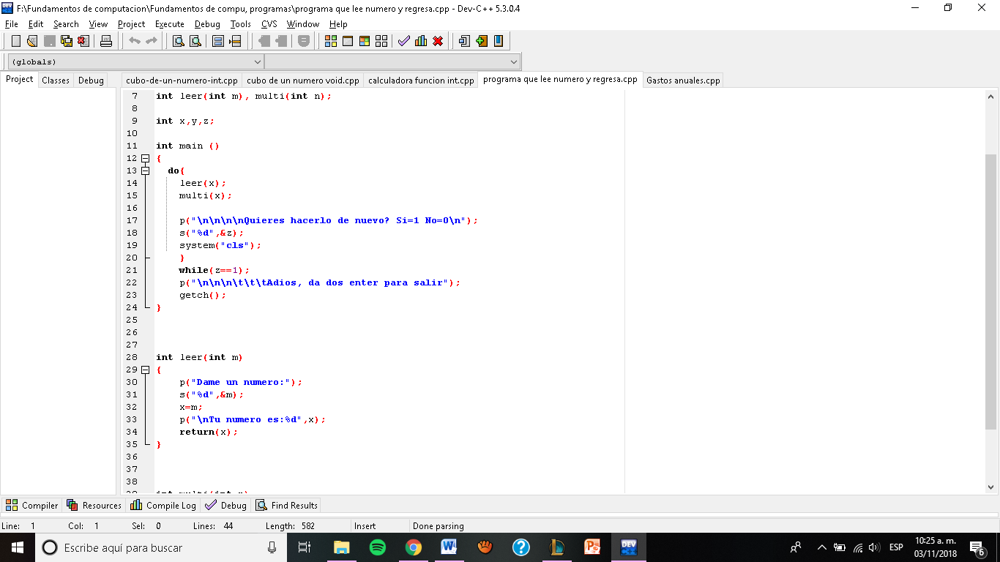 F:\Fundamentos de computacion\Fundamentos de compu, programas\programa que lee numero y regresa.cpp - Dev-C++ 5.3.0.4
File Edit Search View Project Execute Debug Tools CVS Window Help
(globals)
Project Classes Debug
cubo-de-un-numero-int.cpp cubo de un numero void.cpp calculadora funcion int.cpp programa que lee numero y regresa.cpp Gastos anuales.cpp
7 int leer(int m), multi(int n);
8
9 int x,y,z;
10
11 int main ()
12 {
13 do{
14 leer(x);
15 multi(x);
16
17 p("\n\n\n\nQuieres hacerlo de nuevo? Si=1 No=0\n");
18 s("%d",&z);
19 system("cls");
20 }
21 while(z==1);
22 p("\n\n\n\t\t\tAdios, da dos enter para salir");
23 getch();
24 }
25
26
27
28 int leer(int m)
29 {
30 p("Dame un numero:");
31 s("%d",&m);
32 x=m;
33 p("\nTu numero es:%d",x);
34 return(x);
35 }
36
37
38
Compiler Resources Compile Log Debug Find Results
Line: 1 Col: 1 Sel: 0 Lines: 44 Length: 582 Insert Done parsing
Escribe aquí para buscar
ESP
10:25 a. m.
03/11/2018
6